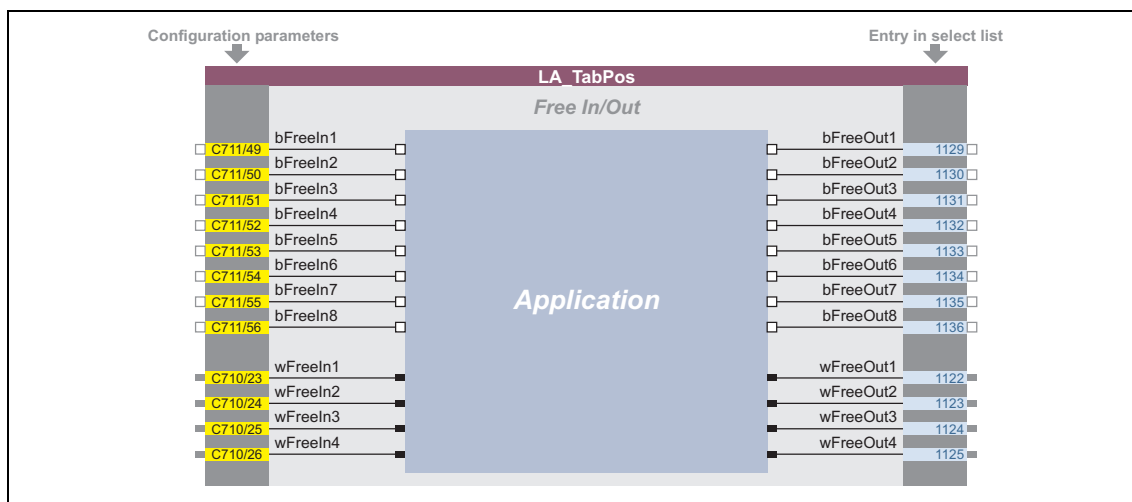 Configuration parameters Entry in select list
LA_TabPos
Free In/Out
bFreeIn1 bFreeOut1
C711/49 1129
bFreeIn2 bFreeOut2
C711/50 1130
bFreeIn3 bFreeOut3
C711/51 1131
bFreeIn4 bFreeOut4
C711/52 1132
bFreeIn5 bFreeOut5
C711/53 1133
bFreeIn6 bFreeOut6
C711/54 1134
bFreeIn7 bFreeOut7
C711/55 1135
bFreeIn8 bFreeOut8
C711/56 1136
Application
wFreeIn1 wFreeOut1
C710/23 1122
wFreeIn2 wFreeOut2
C710/24 1123
wFreeIn3 wFreeOut3
C710/25 1124
wFreeIn4 wFreeOut4
C710/26 1125